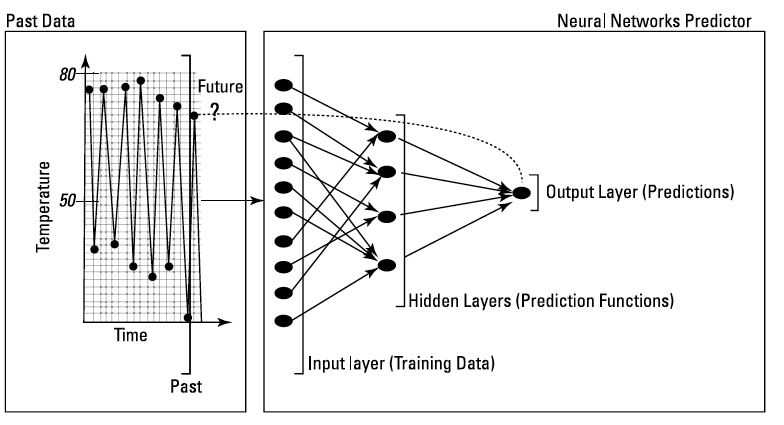 Past Data
Neural Networks Predictor
80
Future
?
50
Temperature
Time
Past
Output Layer (Predictions)
Hidden Layers (Prediction Functions)
Input layer (Training Data)